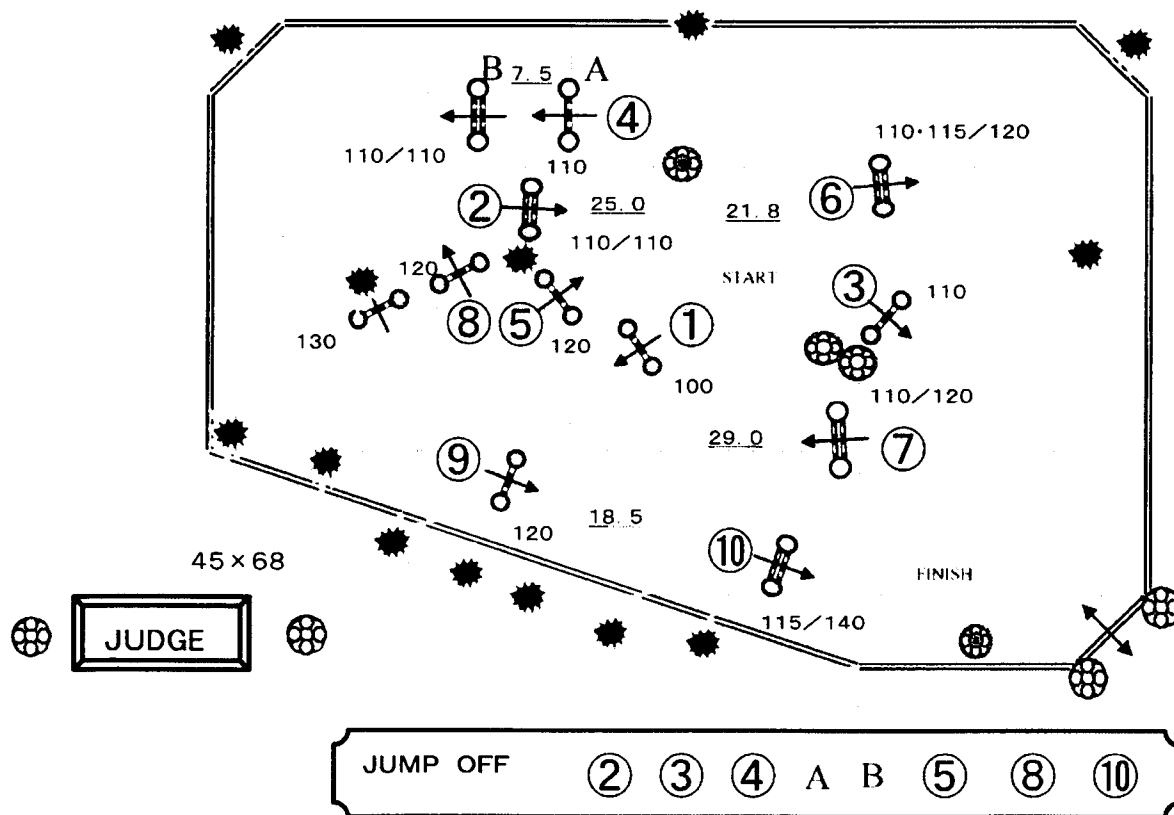 B 7.5 A
④
110/110
110
110・115/120
② 25.0 21.8 ⑥
110/110
120
START
③ 110
⑧ ⑤ ①
130 120
100
110/120
29.0 ⑦
⑨
120 18.5
⑩ FINISH
45×68
115/140
JUDGE
JUMP OFF ② ③ ④ A B ⑤ ⑧ ⑩